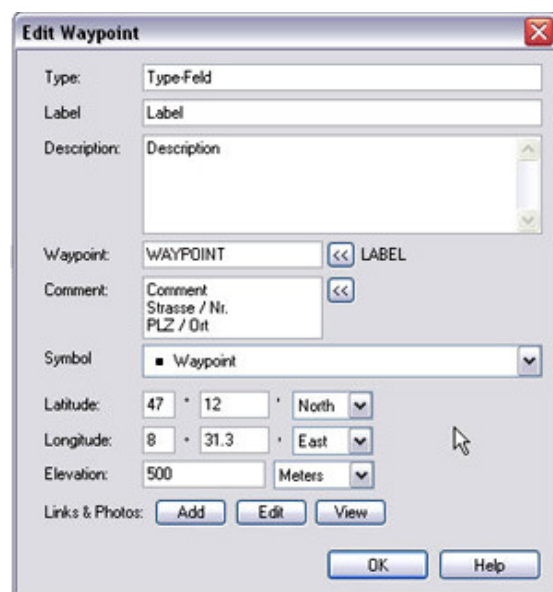 Edit Waypoint
Type: Type-Feld
Label Label
Description: Description
Waypoint: WAYPOINT << LABEL
Comment: Comment <<
Strasse / Nr.
PLZ / Ort
Symbol Waypoint
Latitude: 47 ° 12 ' North
Longitude: 8 ° 31.3 ' East
Elevation: 500 Meters
Links & Photos: Add Edit View
OK Help